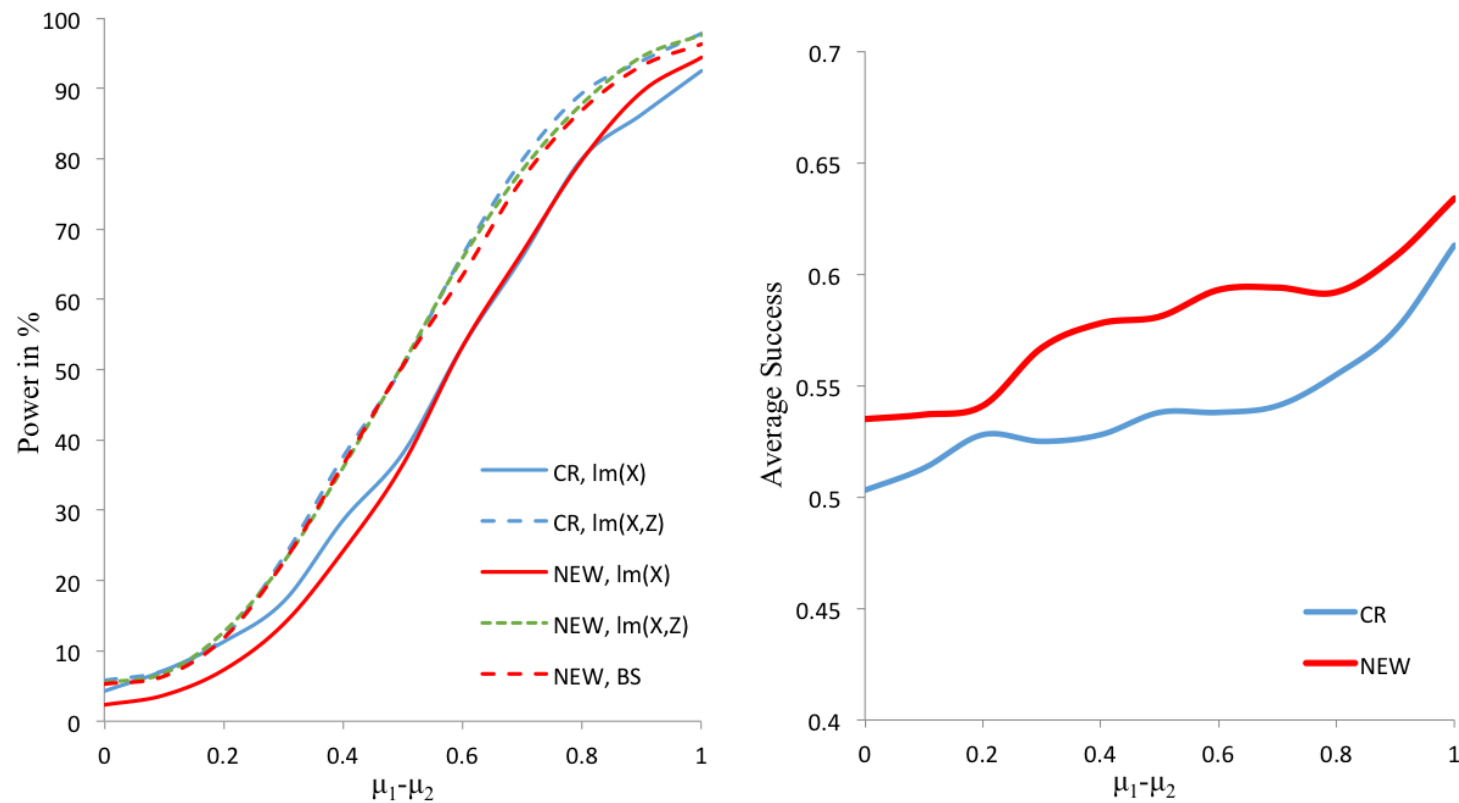 Power in %
100
90
80
70
60
50
40
30
20
10
0
0 0.2 0.4 0.6 0.8 1
μ1-μ2
CR, lm(X)
CR, lm(X,Z)
NEW, lm(X)
NEW, lm(X,Z)
NEW, BS
Average Success
0.7
0.65
0.6
0.55
0.5
0.45
0.4
0 0.2 0.4 0.6 0.8 1
μ1-μ2
CR
NEW